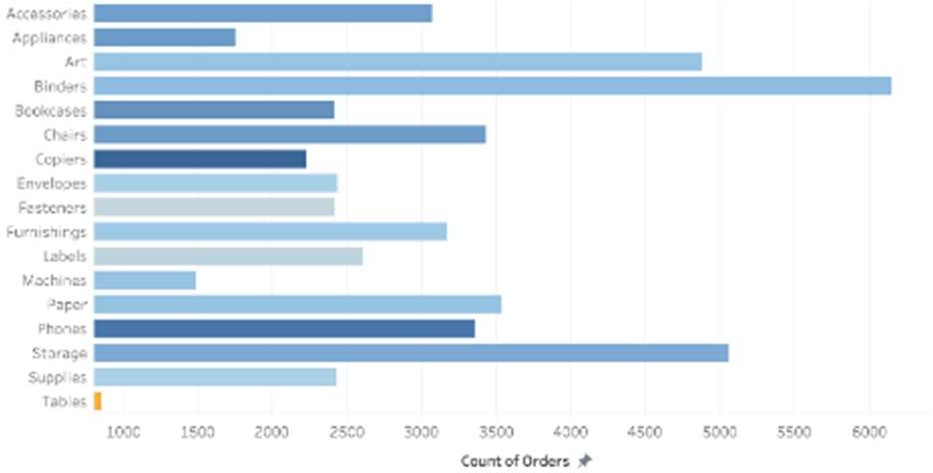 Accessories
Appliances
Art
Binders
Bookcases
Chairs
Copiers
Envelopes
Fasteners
Furnishings
Labels
Machines
Paper
Phones
Storage
Supplies
Tables
1000 1500 2000 2500 3000 3500 4000 4500 5000 5500 6000
Count of Orders